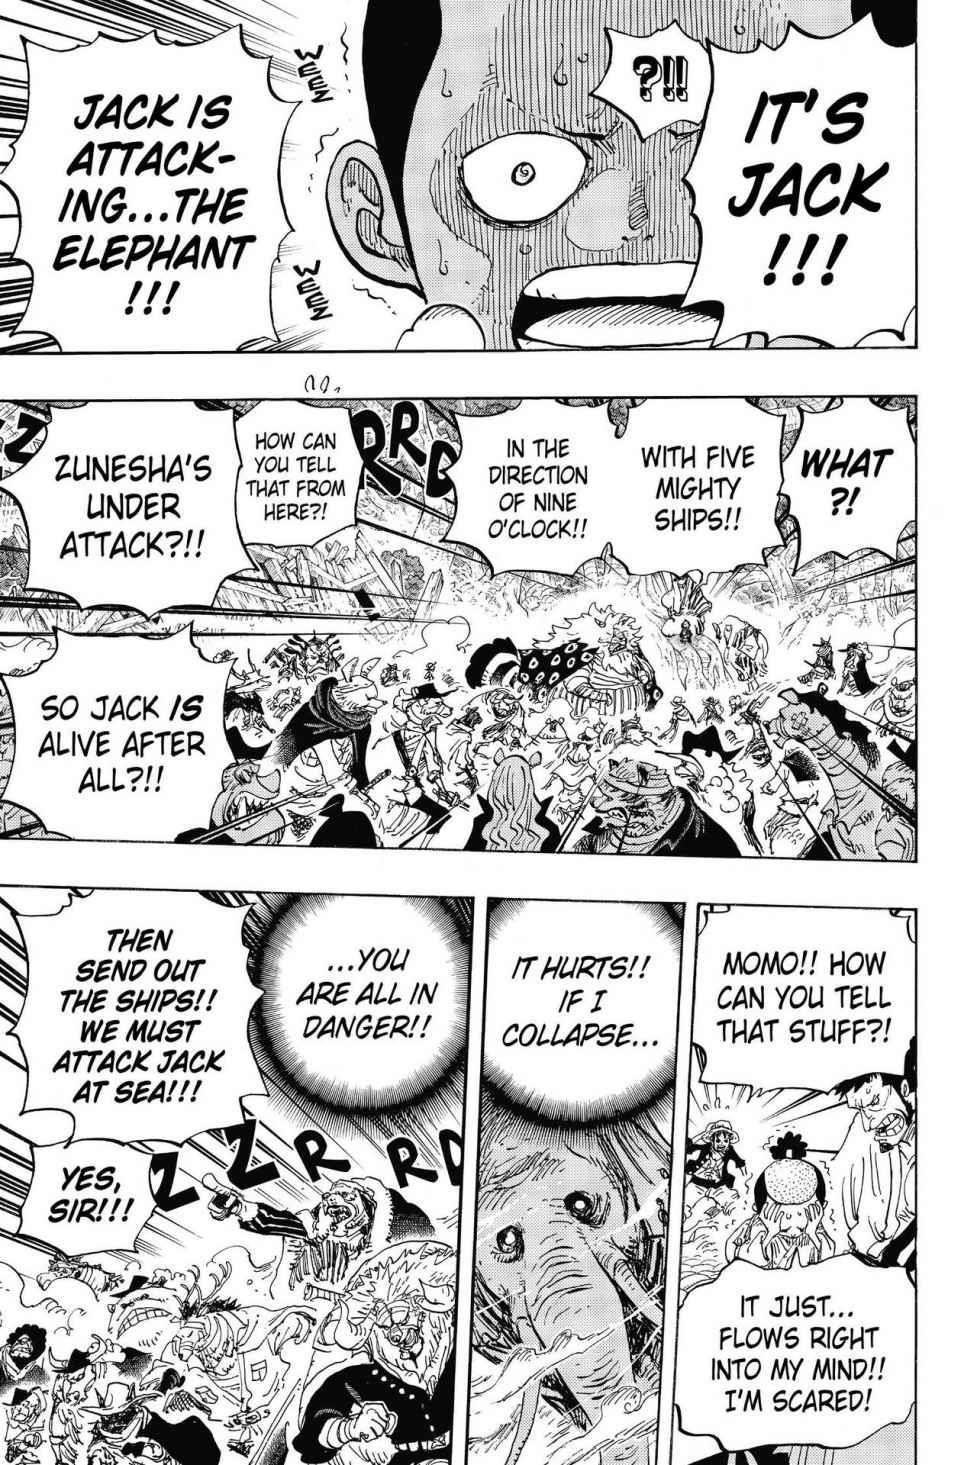 IT'S
JACK
!!!
?!!
WEEZ
WEEZ
JACK IS
ATTACK-
ING...THE
ELEPHANT
!!!
WHAT
?!
WITH FIVE
MIGHTY
SHIPS!!
IN THE
DIRECTION
OF NINE
O'CLOCK!!
HOW CAN
YOU TELL
THAT FROM
HERE?!
ZUNESHA'S
UNDER
ATTACK?!!
SO JACK IS
ALIVE AFTER
ALL?!!
MOMO!! HOW
CAN YOU TELL
THAT STUFF?!
IT JUST...
FLOWS RIGHT
INTO MY MIND!!
I'M SCARED!
IT HURTS!!
IF I
COLLAPSE...
...YOU
ARE ALL IN
DANGER!!
THEN
SEND OUT
THE SHIPS!!
WE MUST
ATTACK JACK
AT SEA!!!
YES,
SIR!!!